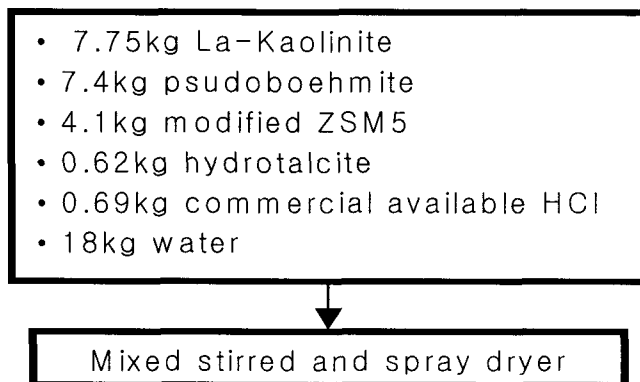 • 7.75kg La-Kaolinite
• 7.4kg psudoboehmite
• 4.1kg modified ZSM5
• 0.62kg hydrotalcite
• 0.69kg commercial available HCl
• 18kg water
Mixed stirred and spray dryer